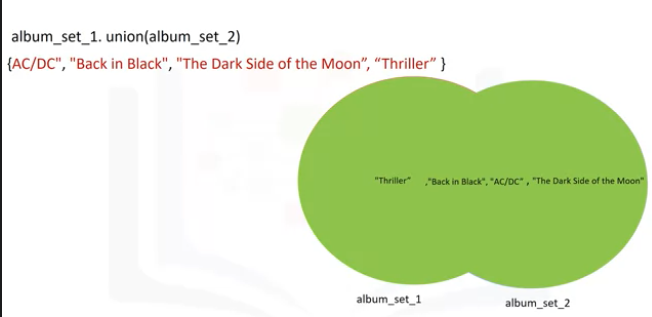 album_set_1. union(album_set_2)
{AC/DC", "Back in Black", "The Dark Side of the Moon”, “Thriller” }
"Thriller" ,"Back in Black", "AC/DC" , "The Dark Side of the Moon"
album_set_1
album_set_2